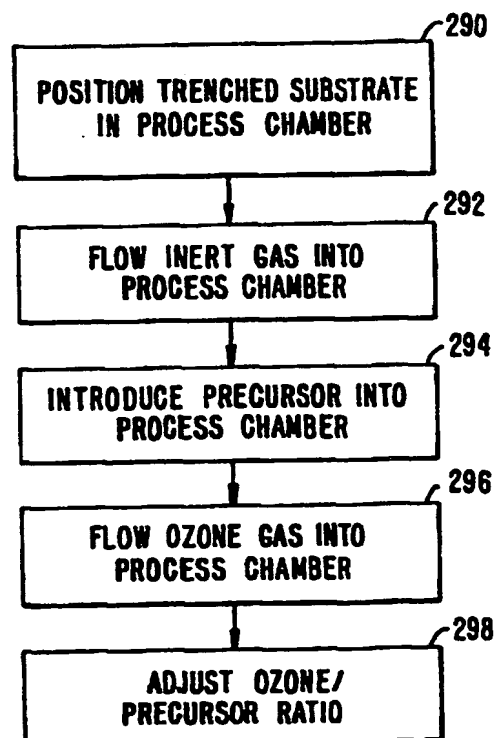 290
POSITION TRENCHED SUBSTRATE
IN PROCESS CHAMBER
292
FLOW INERT GAS INTO
PROCESS CHAMBER
294
INTRODUCE PRECURSOR INTO
PROCESS CHAMBER
296
FLOW OZONE GAS INTO
PROCESS CHAMBER
298
ADJUST OZONE/
PRECURSOR RATIO